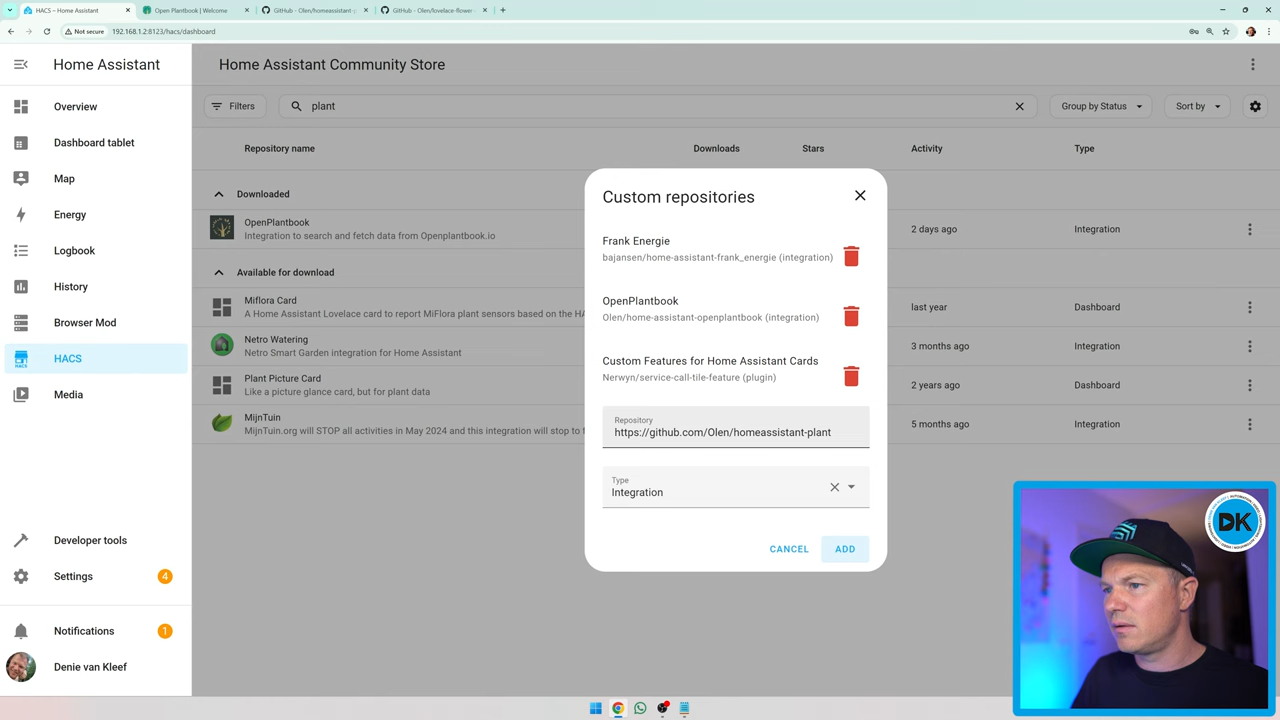 HACS – Home Assistant
Open Plantbook | Welcome
GitHub - Olen/homeassistant-p
GitHub - Olen/lovelace-flower-
Not secure
192.168.1.2:8123/hacs/dashboard
Home Assistant
Home Assistant Community Store
Overview
Dashboard tablet
Map
Energy
Logbook
History
Browser Mod
HACS
HACS
Media
Developer tools
Settings
4
Notifications
1
Denie van Kleef
Filters
plant
Group by Status
Sort by
Repository name
Downloads
Stars
Activity
Type
Downloaded
OpenPlantbook
Integration to search and fetch data from Openplantbook.io
2 days ago
Integration
Available for download
Miflora Card
A Home Assistant Lovelace card to report MiFlora plant sensors based on the HA
last year
Dashboard
Netro Watering
Netro Smart Garden integration for Home Assistant
3 months ago
Integration
Plant Picture Card
Like a picture glance card, but for plant data
2 years ago
Dashboard
MijnTuin
MijnTuin.org will STOP all activities in May 2024 and this integration will stop to f
5 months ago
Integration
Custom repositories
Frank Energie
bajansen/home-assistant-frank_energie (integration)
OpenPlantbook
Olen/home-assistant-openplantbook (integration)
Custom Features for Home Assistant Cards
Nerwyn/service-call-tile-feature (plugin)
Repository
https://github.com/Olen/homeassistant-plant
Type
Integration
CANCEL
ADD
DK